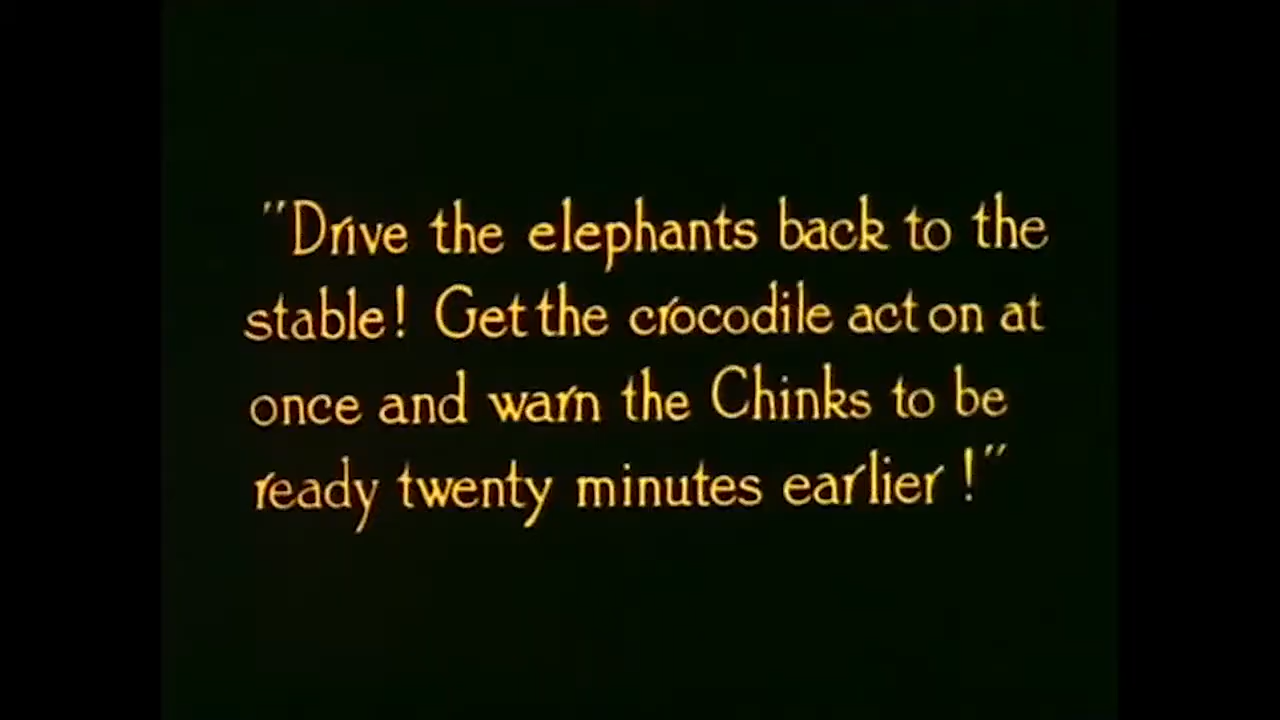 "Drive the elephants back to the
stable! Get the crocodile act on at
once and warn the Chinks to be
ready twenty minutes earlier!"